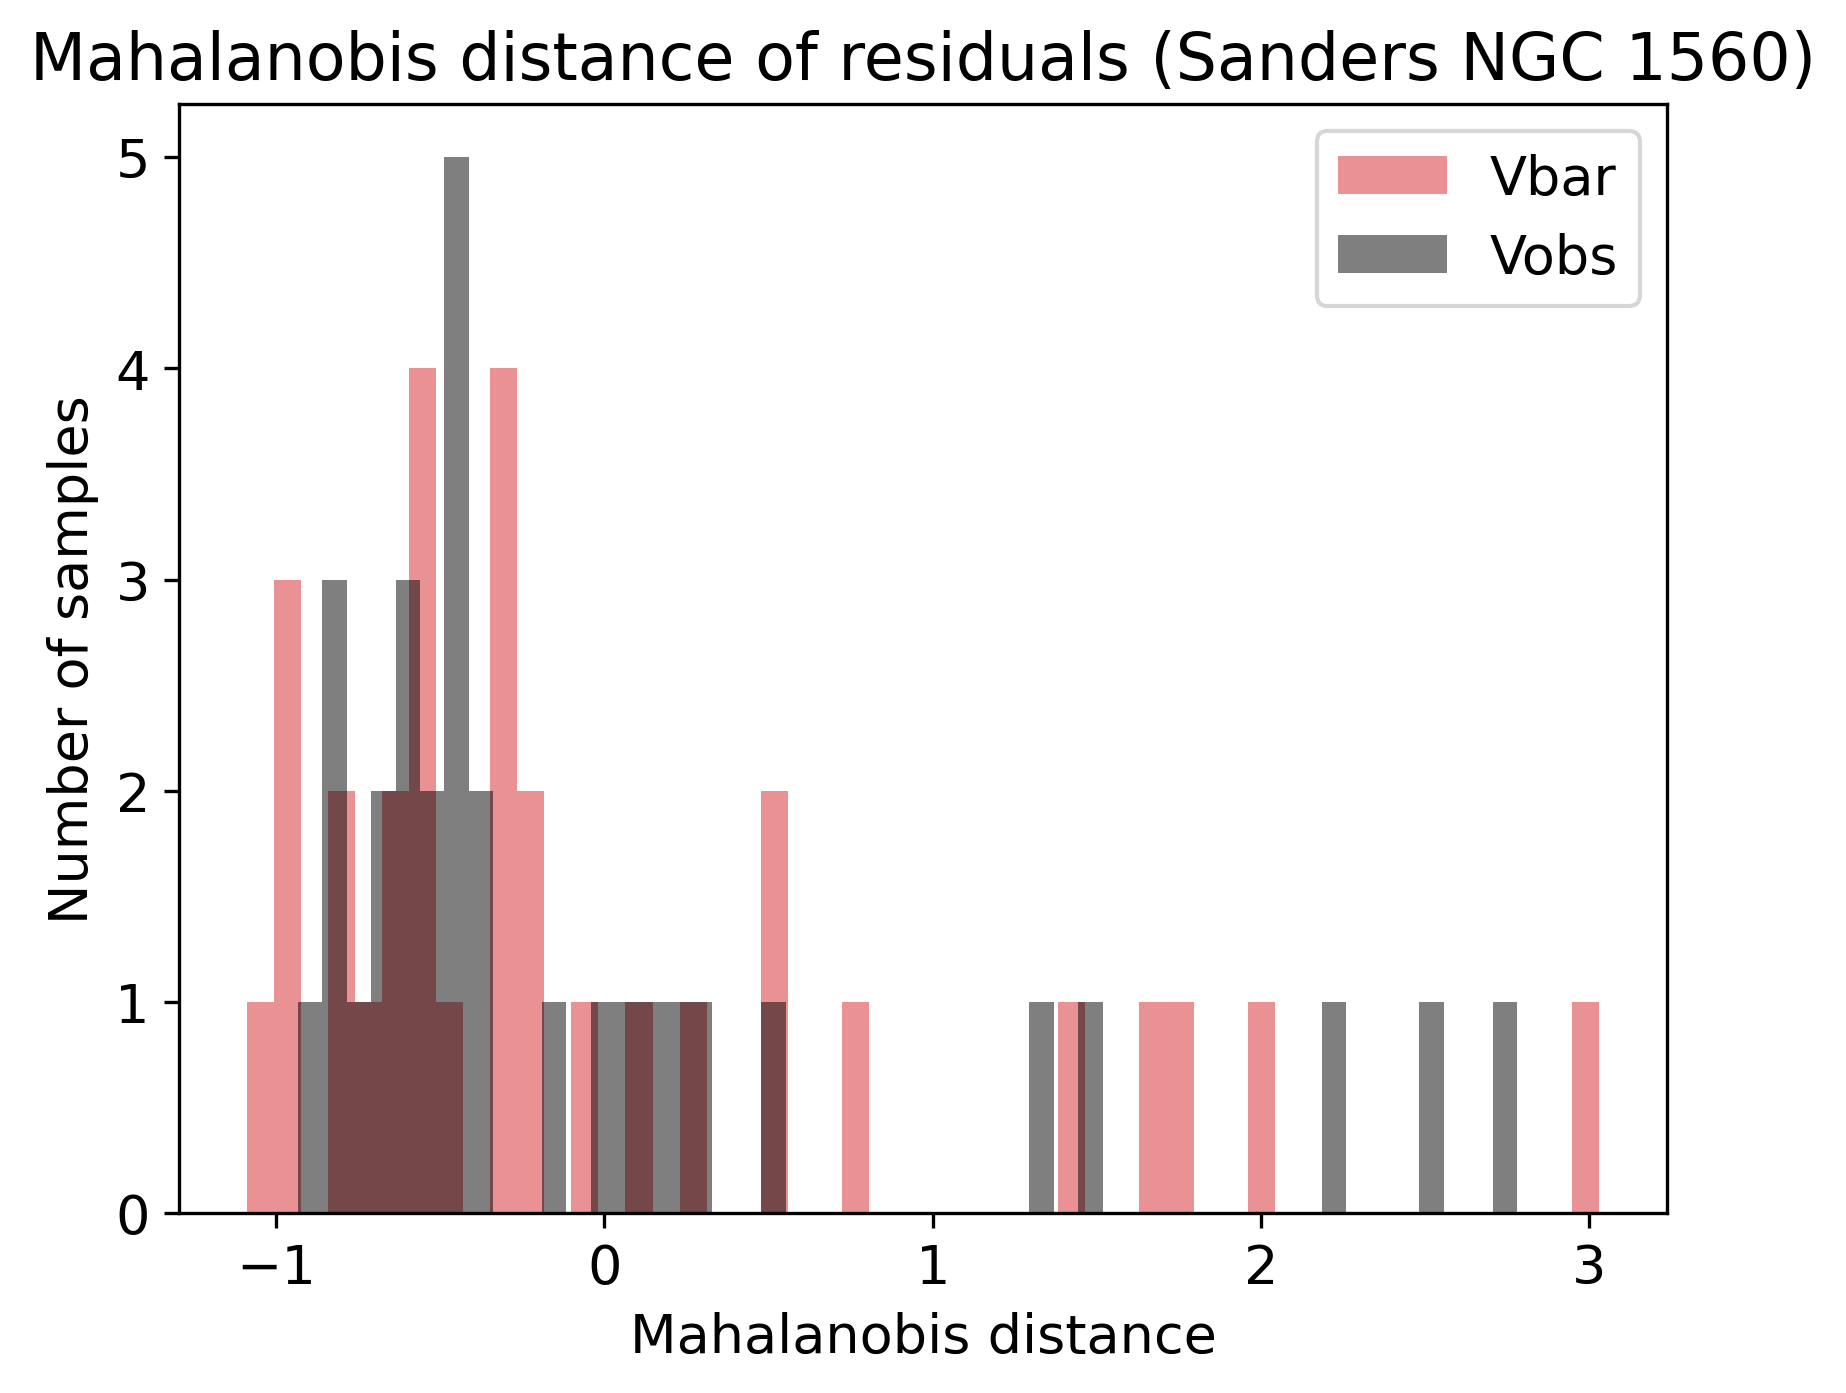 Mahalanobis distance of residuals (Sanders NGC 1560)
Vbar
Vobs
Number of samples
5
4
3
2
1
0
−1 0 1 2 3
Mahalanobis distance